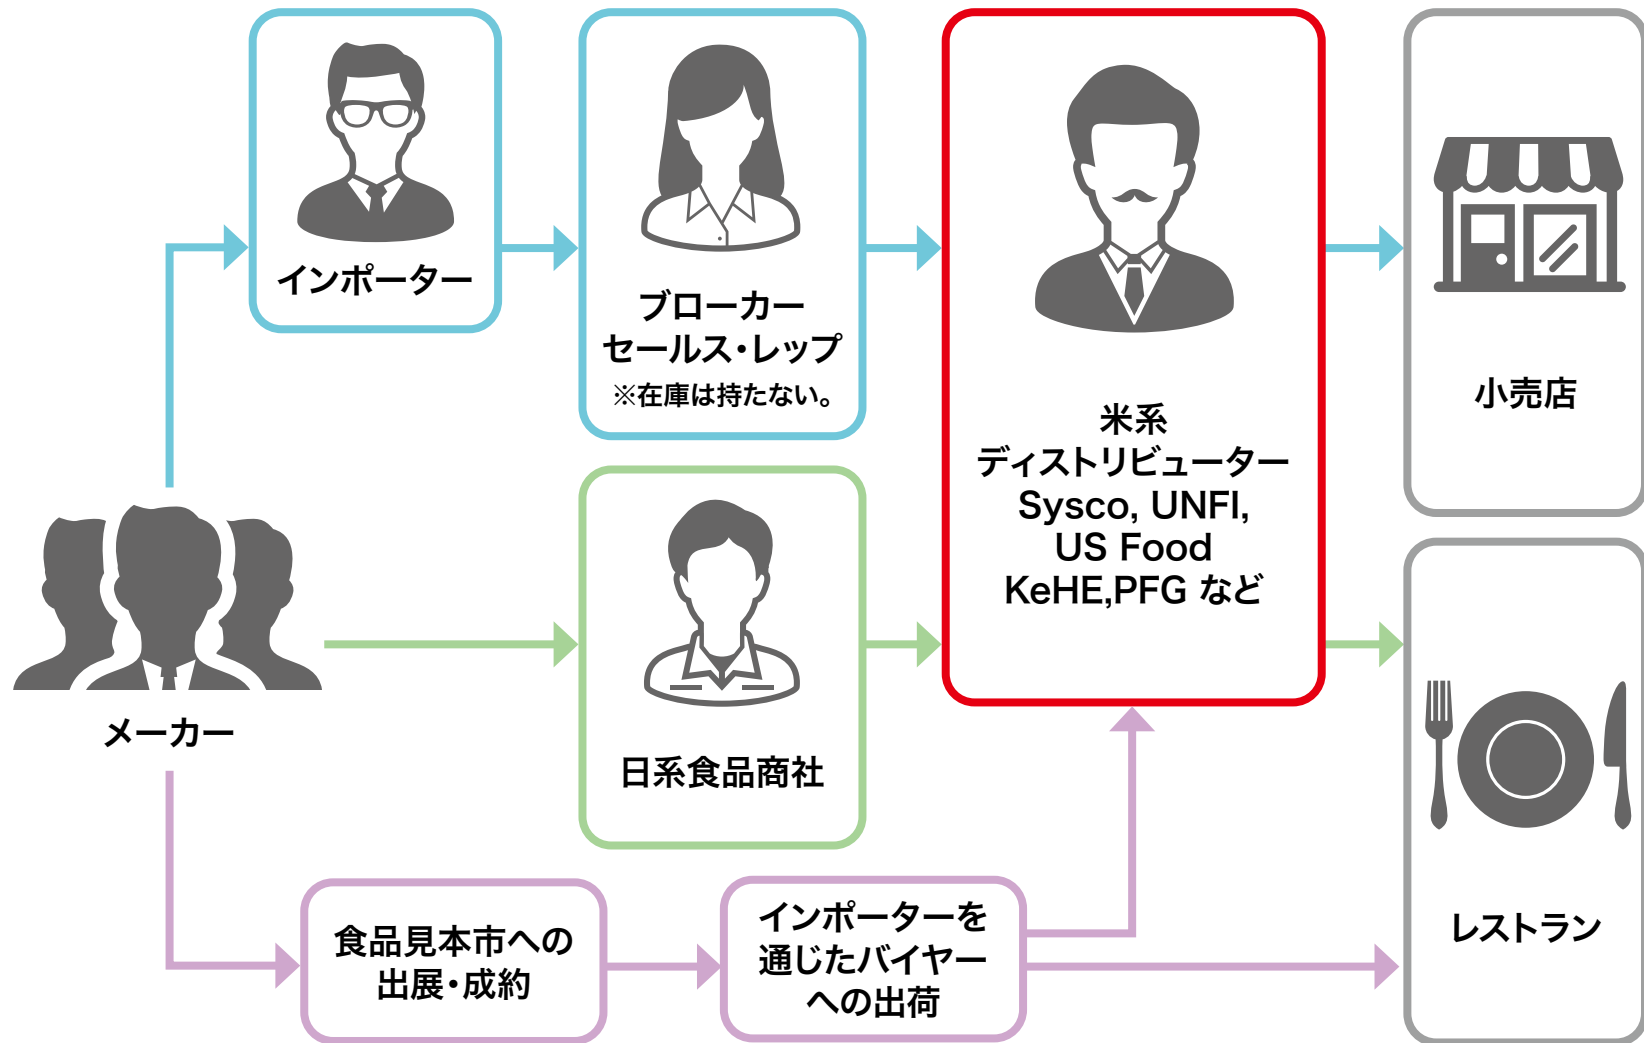 インポーター
ブローカー
セールス・レップ
※在庫は持たない。
米系
ディストリビューター
Sysco, UNFI,
US Food
KeHE,PFG など
小売店
メーカー
日系食品商社
レストラン
食品見本市への
出展・成約
インポーターを
通じたバイヤー
への出荷